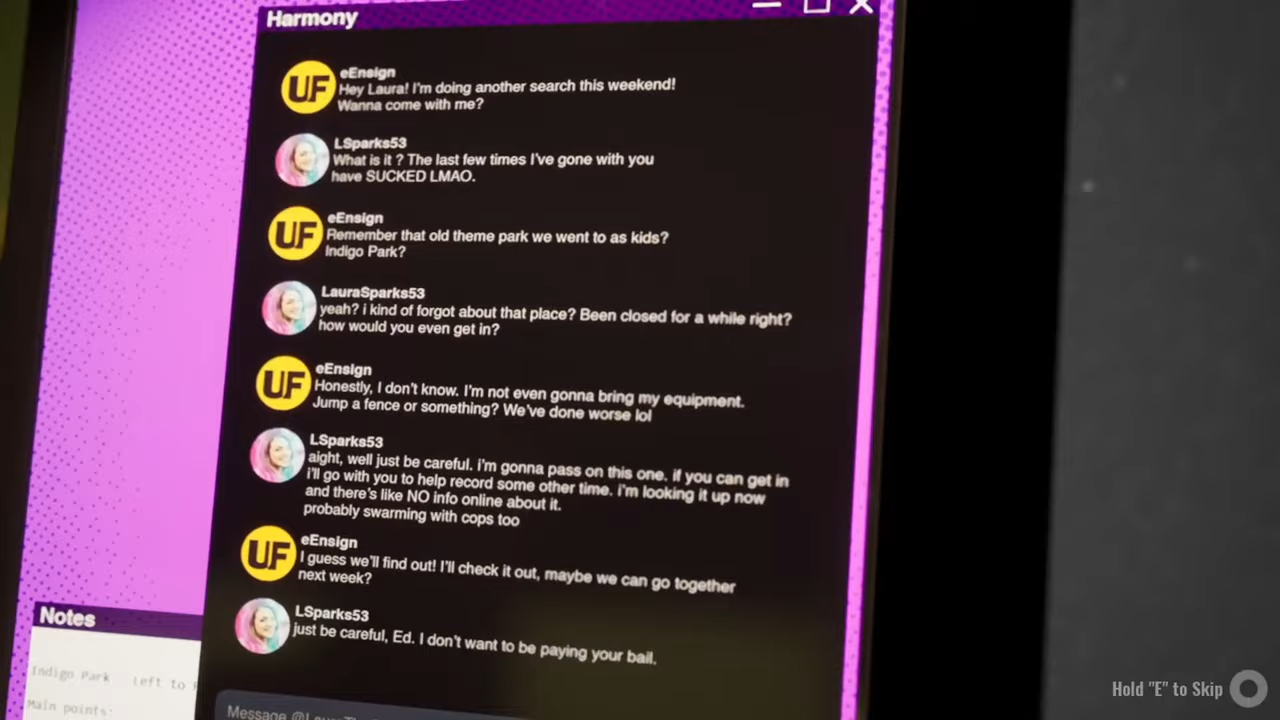 Harmony
UF
eEnsign
Hey Laura! I'm doing another search this weekend!
Wanna come with me?
LSparks53
What is it ? The last few times I've gone with you
have SUCKED LMAO.
UF
eEnsign
Remember that old theme park we went to as kids?
Indigo Park?
LauraSparks53
yeah? i kind of forgot about that place? Been closed for a while right?
how would you even get in?
UF
eEnsign
Honestly, I don't know. I'm not even gonna bring my equipment.
Jump a fence or something? We've done worse lol
LSparks53
aight, well just be careful. i'm gonna pass on this one. if you can get in
i'll go with you to help record some other time. i'm looking it up now
and there's like NO info online about it.
probably swarming with cops too
UF
eEnsign
I guess we'll find out! I'll check it out, maybe we can go together
next week?
LSparks53
just be careful, Ed. I don't want to be paying your bail.
Notes
Indigo Park Left to
Main points:
Message
Hold "E" to Skip